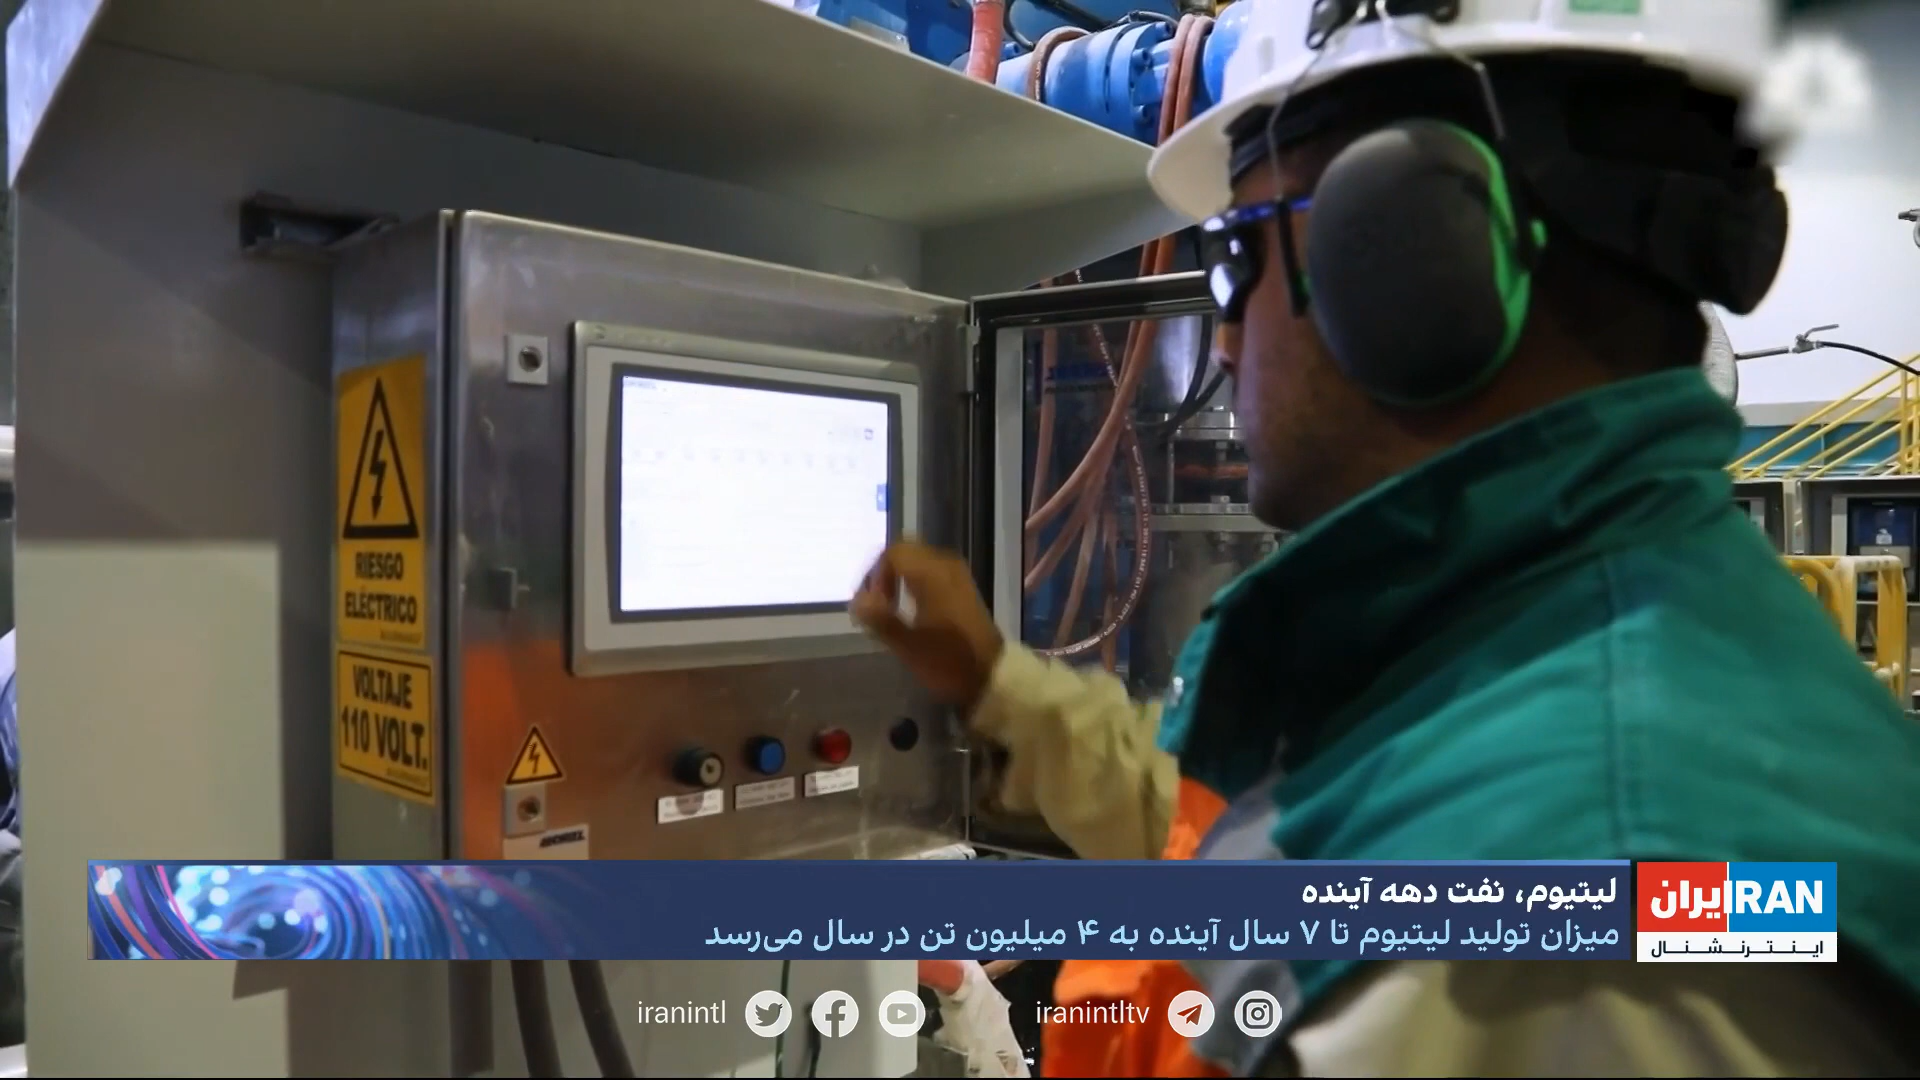 RIESGO
ELÉCTRICO
VOLTAJE
110 VOLT.
لیتیوم، نفت دهه آینده
میزان تولید لیتیوم تا ۷ سال آینده به ۴ میلیون تن در سال می‌رسد
ایران IRAN
اینترنشنال
iranintl
iranintltv